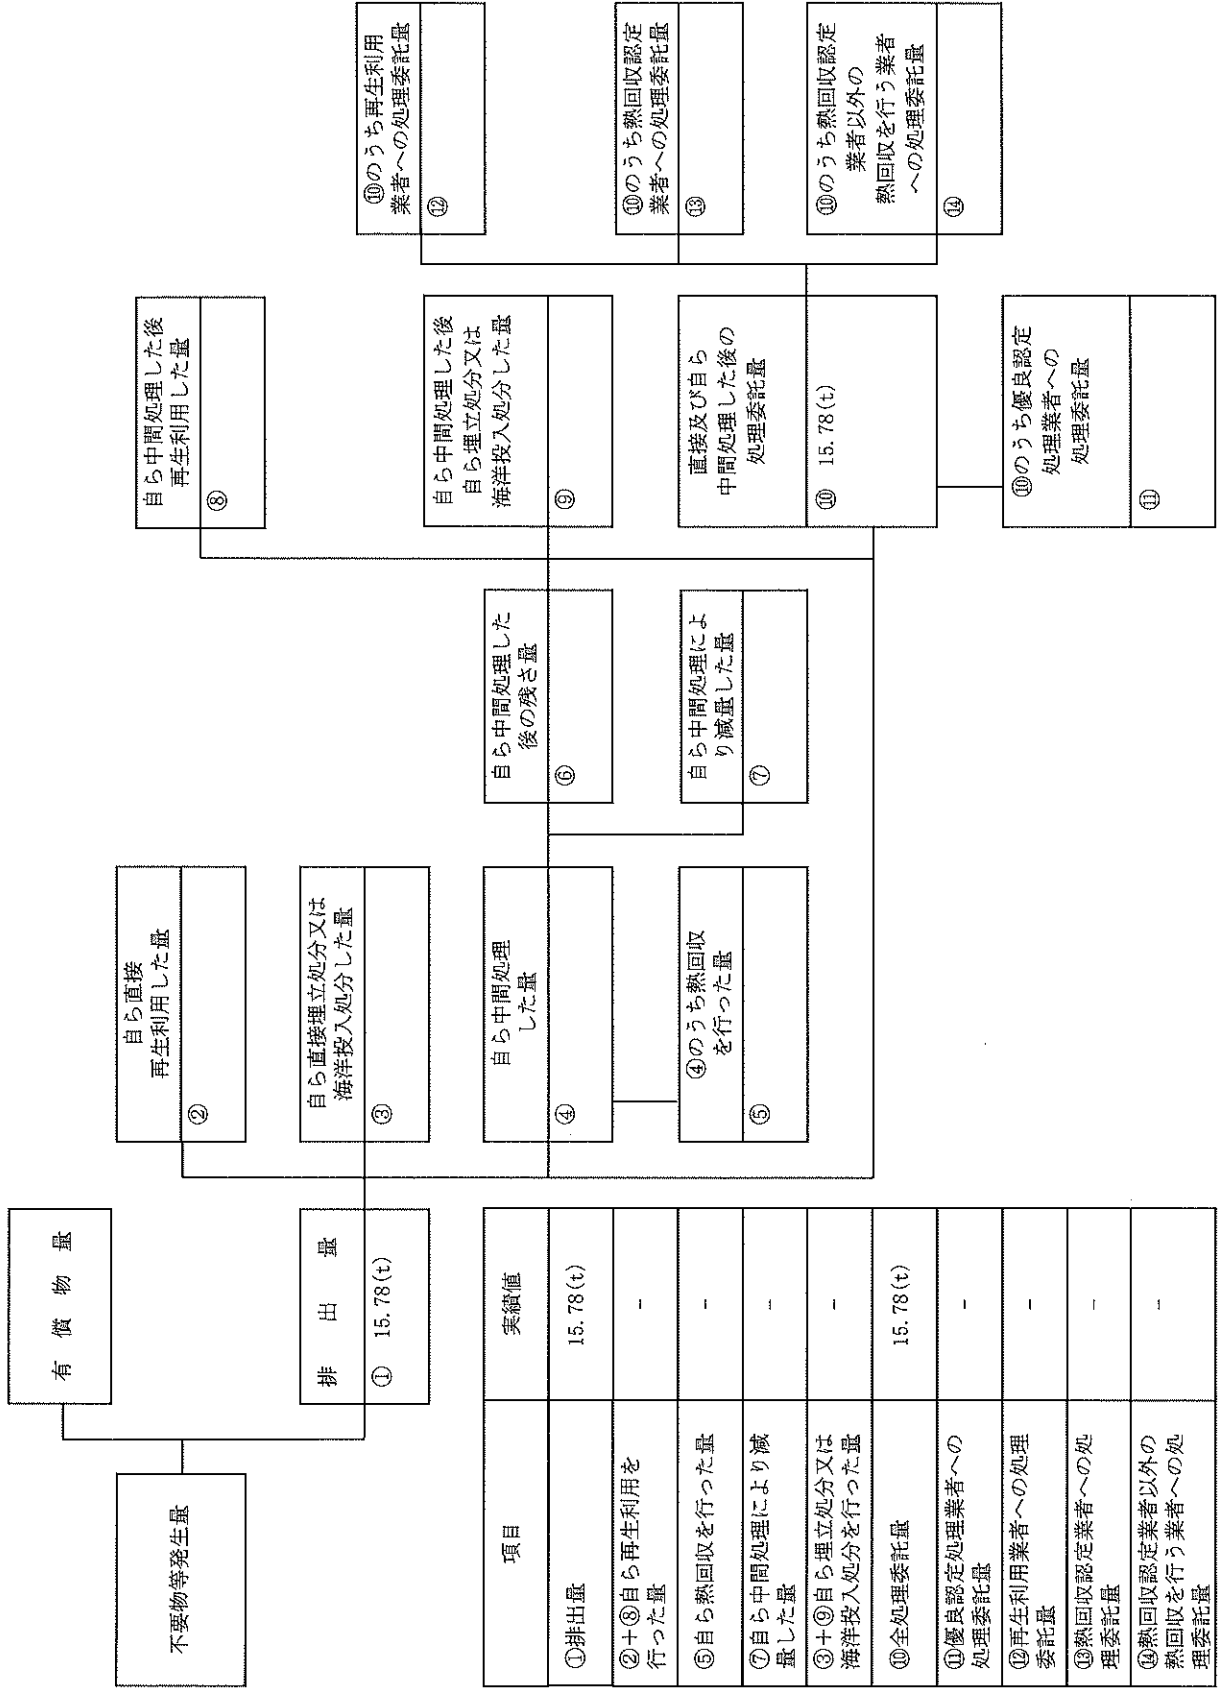 不要物等発生量
有償物量
排出量
① 15.78(t)
自ら直接
再生利用した量
②
自ら直接埋立処分又は
海洋投入処分した量
③
自ら中間処理
した量
④
④のうち熱回収
を行った量
⑤
自ら中間処理した
後の残さ量
⑥
自ら中間処理によ
り減量した量
⑦
自ら中間処理した後
再生利用した量
⑧
自ら中間処理した後
自ら埋立処分又は
海洋投入処分した量
⑨
直接及び自ら
中間処理した後の
処理委託量
⑩ 15.78(t)
⑩のうち優良認定
処理業者への
処理委託量
⑪
⑩のうち再生利用
業者への処理委託量
⑫
⑩のうち熱回収認定
業者への処理委託量
⑬
⑩のうち熱回収認定
業者以外の
熱回収を行う業者
への処理委託量
⑭
項目 実績値
①排出量 15.78(t)
②+⑧自ら再生利用を
行った量 -
⑤自ら熱回収を行った量 -
⑦自ら中間処理により減
量した量 -
③+⑨自ら埋立処分又は
海洋投入処分を行った量 -
⑩全処理委託量 15.78(t)
⑪優良認定処理業者への
処理委託量 -
⑫再生利用業者への処理
委託量 -
⑬熱回収認定業者への処
理委託量 -
⑭熱回収認定業者以外の
熱回収を行う業者への処
理委託量 -